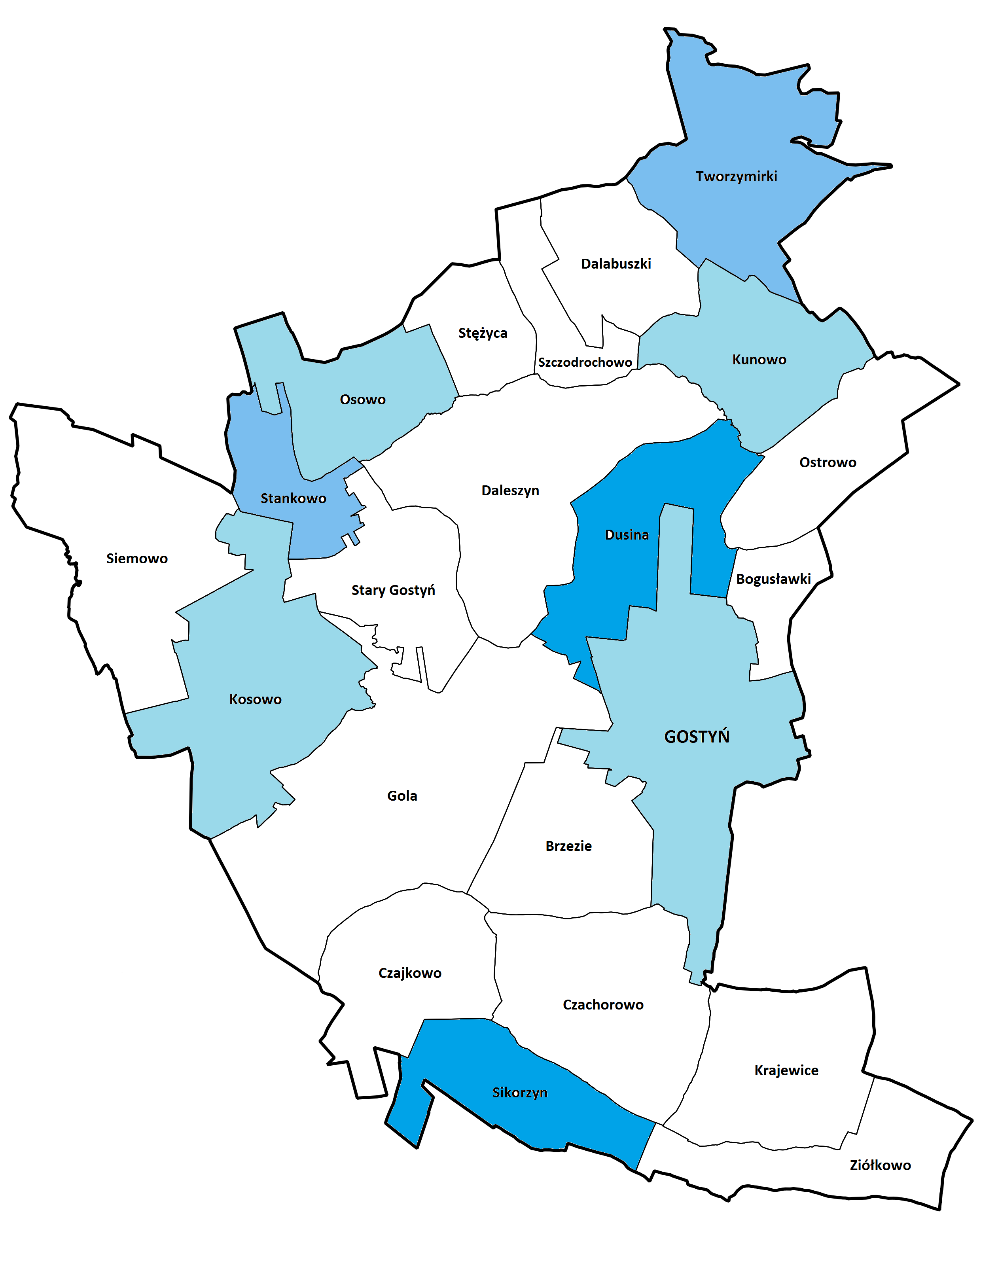 Tworzymirki
Dalabuszki
Stężyca
Szczodrochowo
Kunowo
Osowo
Ostrowo
Daleszyn
Stankowo
Dusina
Siemowo
Bogusławki
Stary Gostyń
Kosowo
GOSTYŃ
Gola
Brzezie
Czajkowo
Czachorowo
Krajewice
Sikorzyn
Ziółkowo